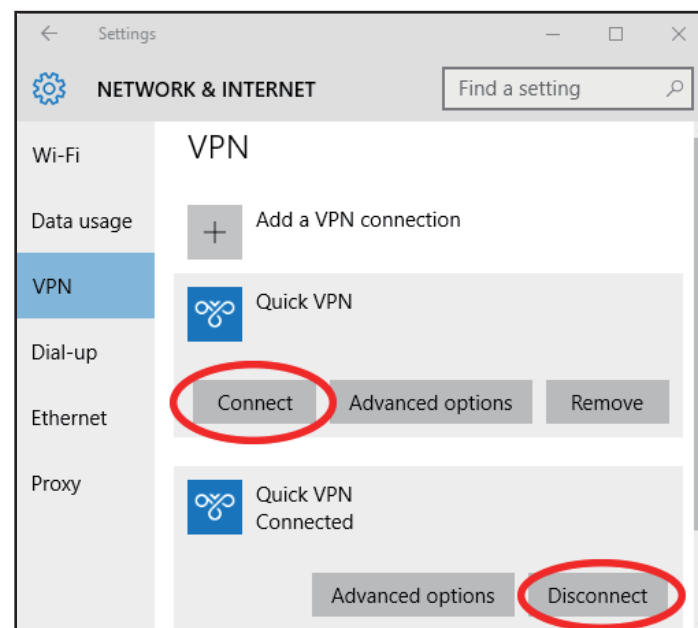 Settings
NETWORK & INTERNET
Find a setting
Wi-Fi
Data usage
VPN
Dial-up
Ethernet
Proxy
VPN
Add a VPN connection
Quick VPN
Connect
Advanced options
Remove
Quick VPN
Connected
Advanced options
Disconnect